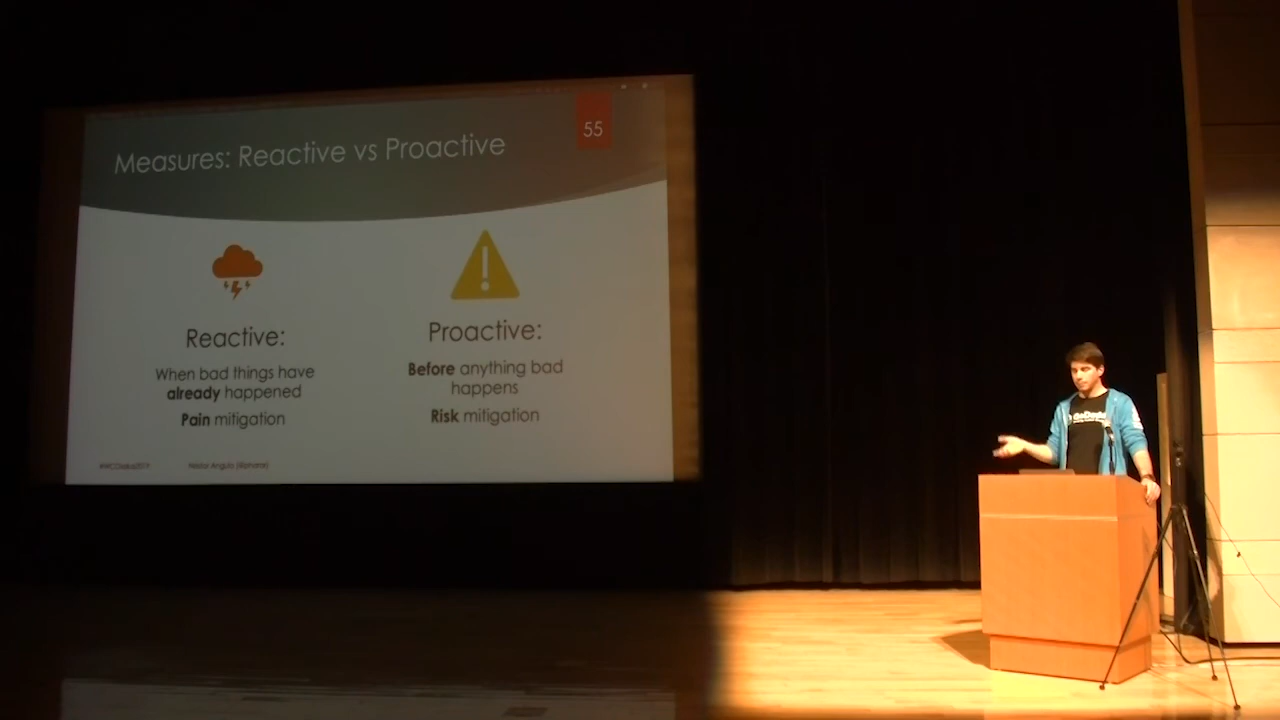 55
Measures: Reactive vs Proactive
Reactive:
When bad things have
already happened
Pain mitigation
Proactive:
Before anything bad
happens
Risk mitigation
GoDaddy